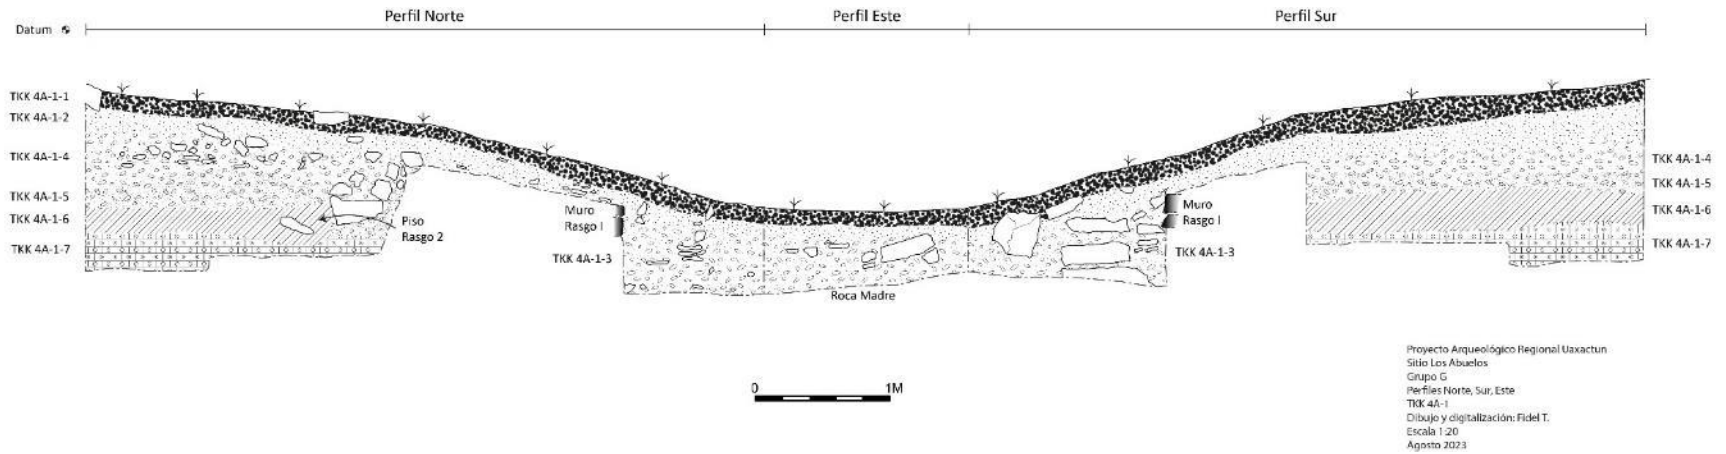 Perfil Norte
Perfil Este
Perfil Sur
Datum
TKK 4A-1-1
TKK 4A-1-2
TKK 4A-1-4
TKK 4A-1-5
TKK 4A-1-6
TKK 4A-1-7
Piso
Rasgo 2
Muro
Rasgo I
TKK 4A-1-3
Roca Madre
Muro
Rasgo I
TKK 4A-1-3
TKK 4A-1-4
TKK 4A-1-5
TKK 4A-1-6
TKK 4A-1-7
0 1M
Proyecto Arqueológico Regional Uaxactun
Sitio Los Abuelos
Grupo G
Perfiles Norte, Sur, Este
TKK 4A-1
Dibujo y digitalización: Fidel T.
Escala 1:20
Agosto 2023